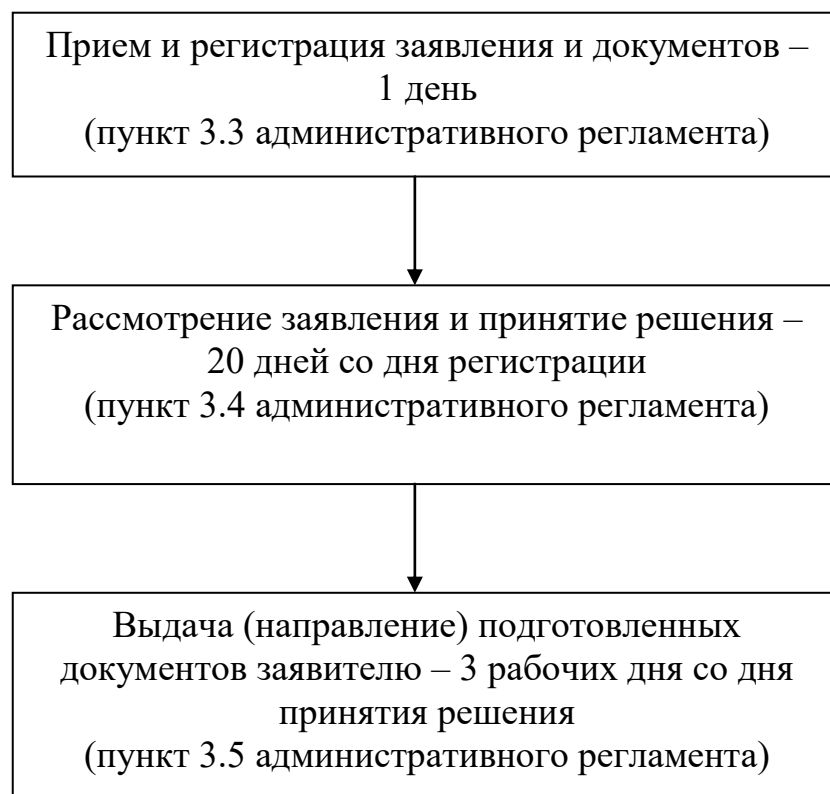 Прием и регистрация заявления и документов –
1 день
(пункт 3.3 административного регламента)
Рассмотрение заявления и принятие решения –
20 дней со дня регистрации
(пункт 3.4 административного регламента)
Выдача (направление) подготовленных
документов заявителю – 3 рабочих дня со дня
принятия решения
(пункт 3.5 административного регламента)